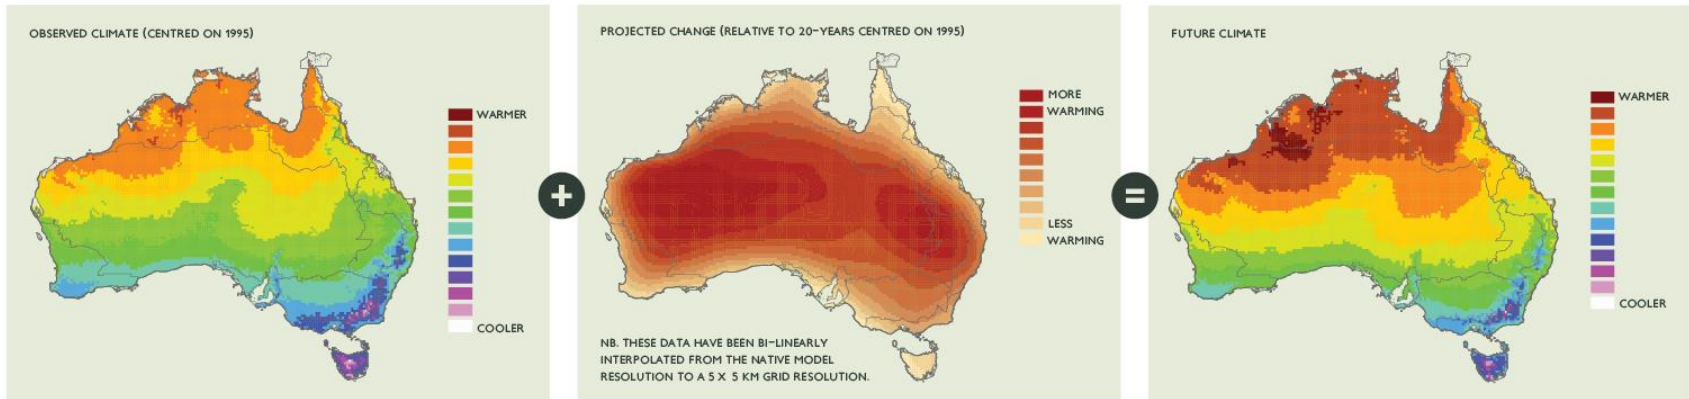 OBSERVED CLIMATE (CENTRED ON 1995)
WARMER
COOLER
+
PROJECTED CHANGE (RELATIVE TO 20-YEARS CENTRED ON 1995)
MORE
WARMING
LESS
WARMING
NB. THESE DATA HAVE BEEN BI-LINEARLY
INTERPOLATED FROM THE NATIVE MODEL
RESOLUTION TO A 5 X 5 KM GRID RESOLUTION.
=
FUTURE CLIMATE
WARMER
COOLER